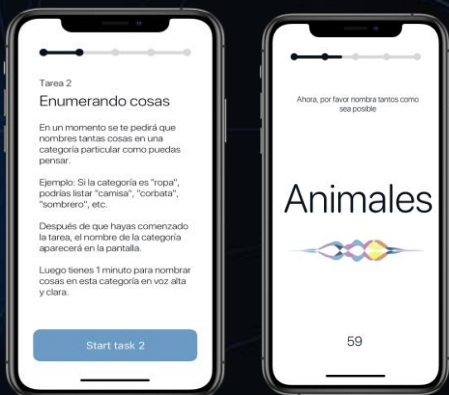 Tarea 2
Enumerando cosas
En un momento se te pedirá que
nombres tantas cosas en una
categoría particular como puedas
pensar.
Ejemplo: Si la categoría es "ropa",
podrías listar "camisa", "corbata",
"sombrero", etc.
Después de que hayas comenzado
la tarea, el nombre de la categoría
aparecerá en la pantalla.
Luego tienes 1 minuto para nombrar
cosas en esta categoría en voz alta
y clara.
Start task 2
Ahora, por favor nombra tantos como
sea posible
Animales
59